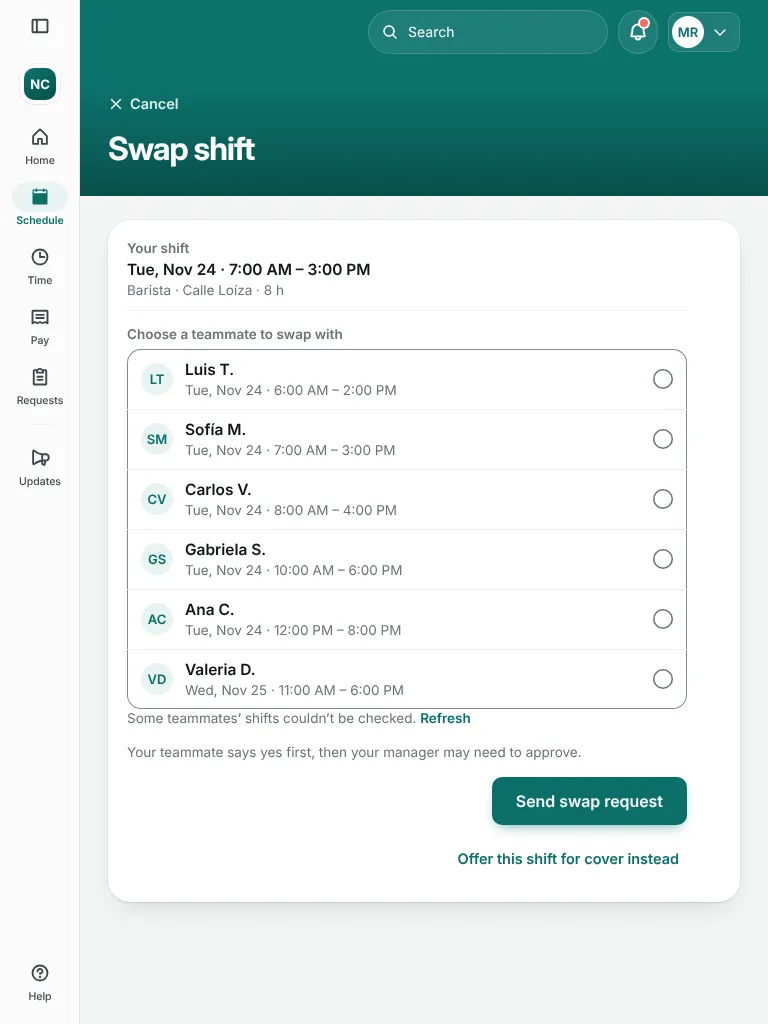 Search
MR
NC
Home
Schedule
Time
Pay
Requests
Updates
Help
Cancel
Swap shift
Your shift
Tue, Nov 24 · 7:00 AM – 3:00 PM
Barista · Calle Loíza · 8 h
Choose a teammate to swap with
LT
Luis T.
Tue, Nov 24 · 6:00 AM – 2:00 PM
SM
Sofía M.
Tue, Nov 24 · 7:00 AM – 3:00 PM
CV
Carlos V.
Tue, Nov 24 · 8:00 AM – 4:00 PM
GS
Gabriela S.
Tue, Nov 24 · 10:00 AM – 6:00 PM
AC
Ana C.
Tue, Nov 24 · 12:00 PM – 8:00 PM
VD
Valeria D.
Wed, Nov 25 · 11:00 AM – 6:00 PM
Some teammates’ shifts couldn’t be checked. Refresh
Your teammate says yes first, then your manager may need to approve.
Send swap request
Offer this shift for cover instead